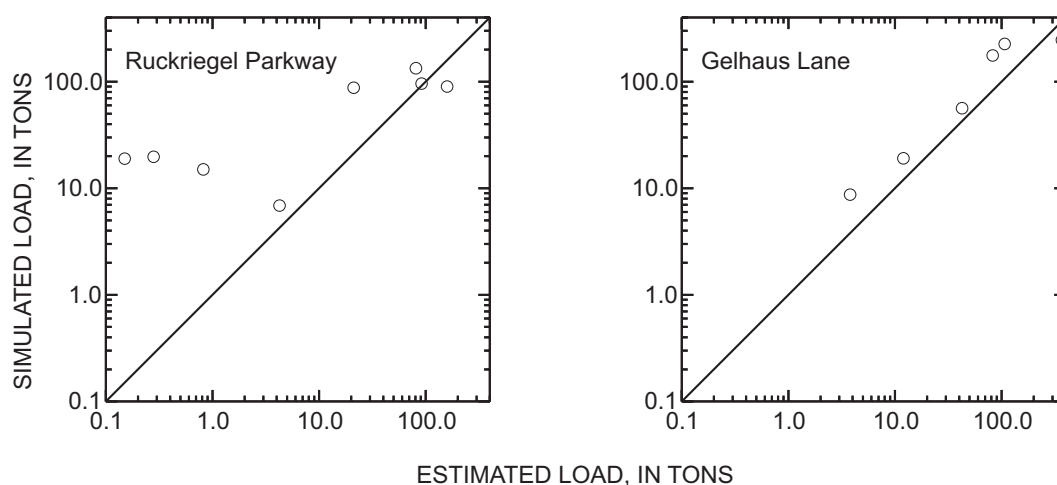 SIMULATED LOAD, IN TONS
Ruckriegel Parkway
100.0
10.0
1.0
0.1
0.1 1.0 10.0 100.0
Gelhaus Lane
100.0
10.0
1.0
0.1
0.1 1.0 10.0 100.0
ESTIMATED LOAD, IN TONS